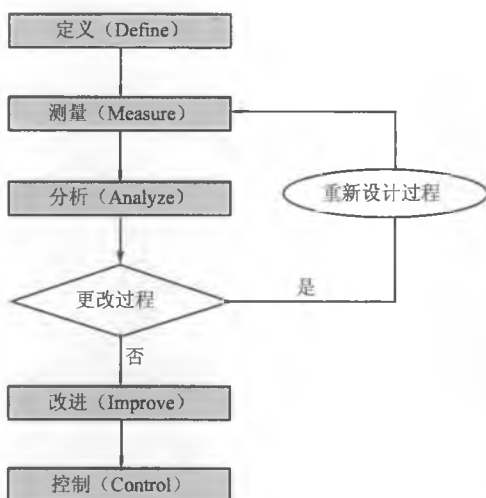 定义（Define）
测量（Measure）
分析（Analyze）
重新设计过程
更改过程
是
否
改进（Improve）
控制（Control）